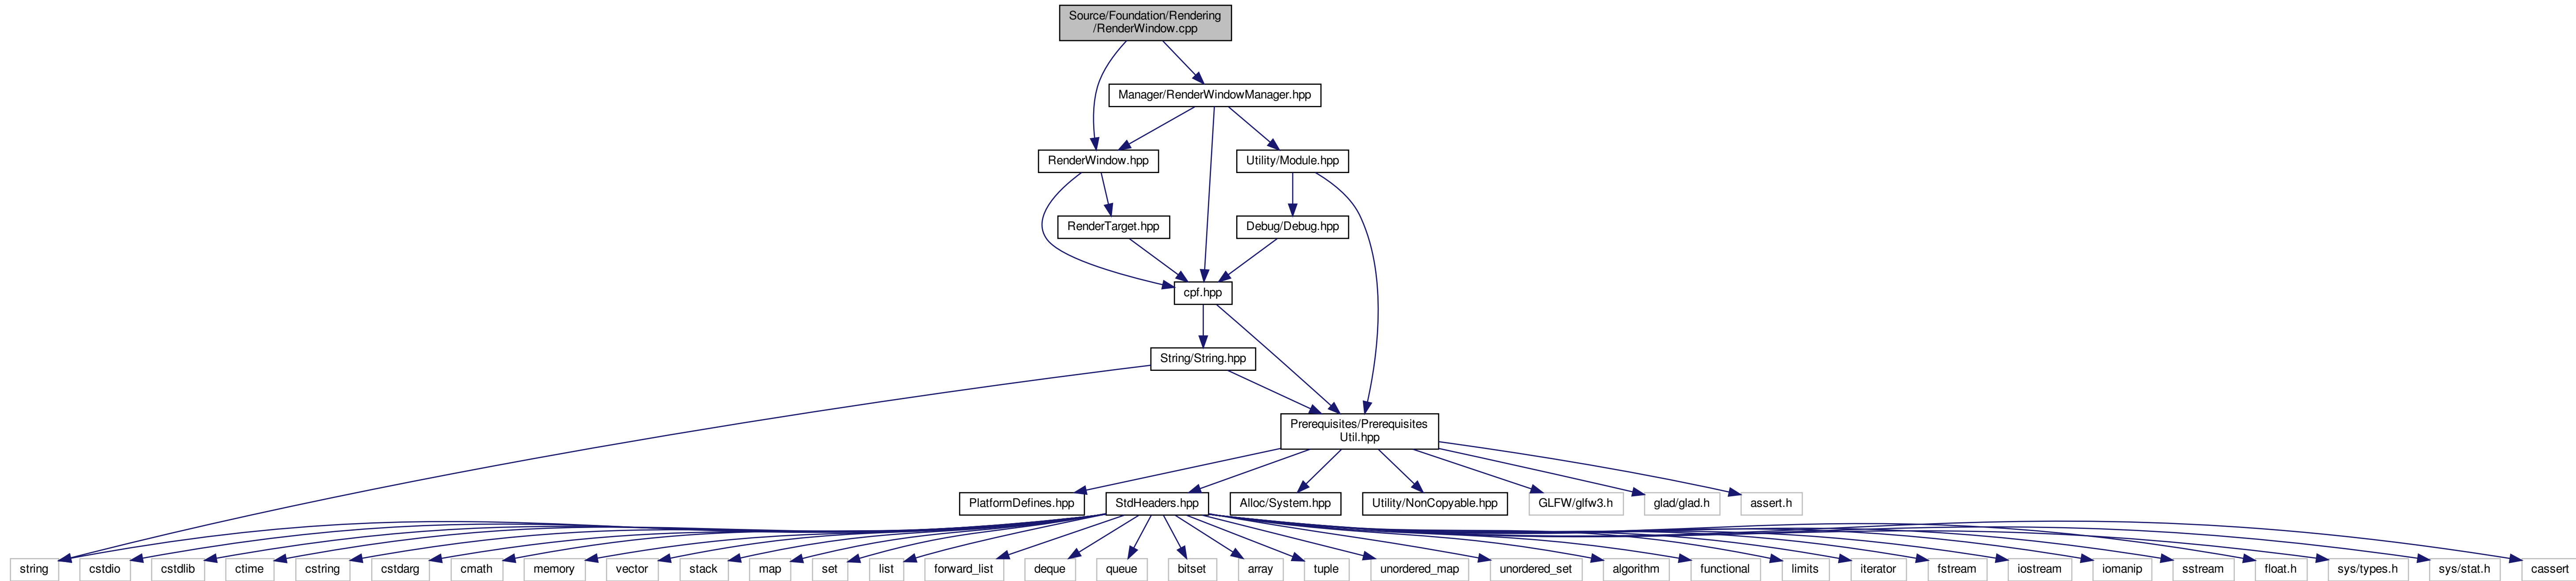 Source/Foundation/Rendering
/RenderWindow.cpp
Manager/RenderWindowManager.hpp
RenderWindow.hpp
Utility/Module.hpp
RenderTarget.hpp
Debug/Debug.hpp
cpf.hpp
String/String.hpp
Prerequisites/Prerequisites
Util.hpp
PlatformDefines.hpp
StdHeaders.hpp
Alloc/System.hpp
Utility/NonCopyable.hpp
GLFW/glfw3.h
glad/glad.h
assert.h
string
cstdio
cstdlib
ctime
cstring
cstdarg
cmath
memory
vector
stack
map
set
list
forward_list
deque
queue
bitset
array
tuple
unordered_map
unordered_set
algorithm
functional
limits
iterator
fstream
iostream
iomanip
sstream
float.h
sys/types.h
sys/stat.h
cassert